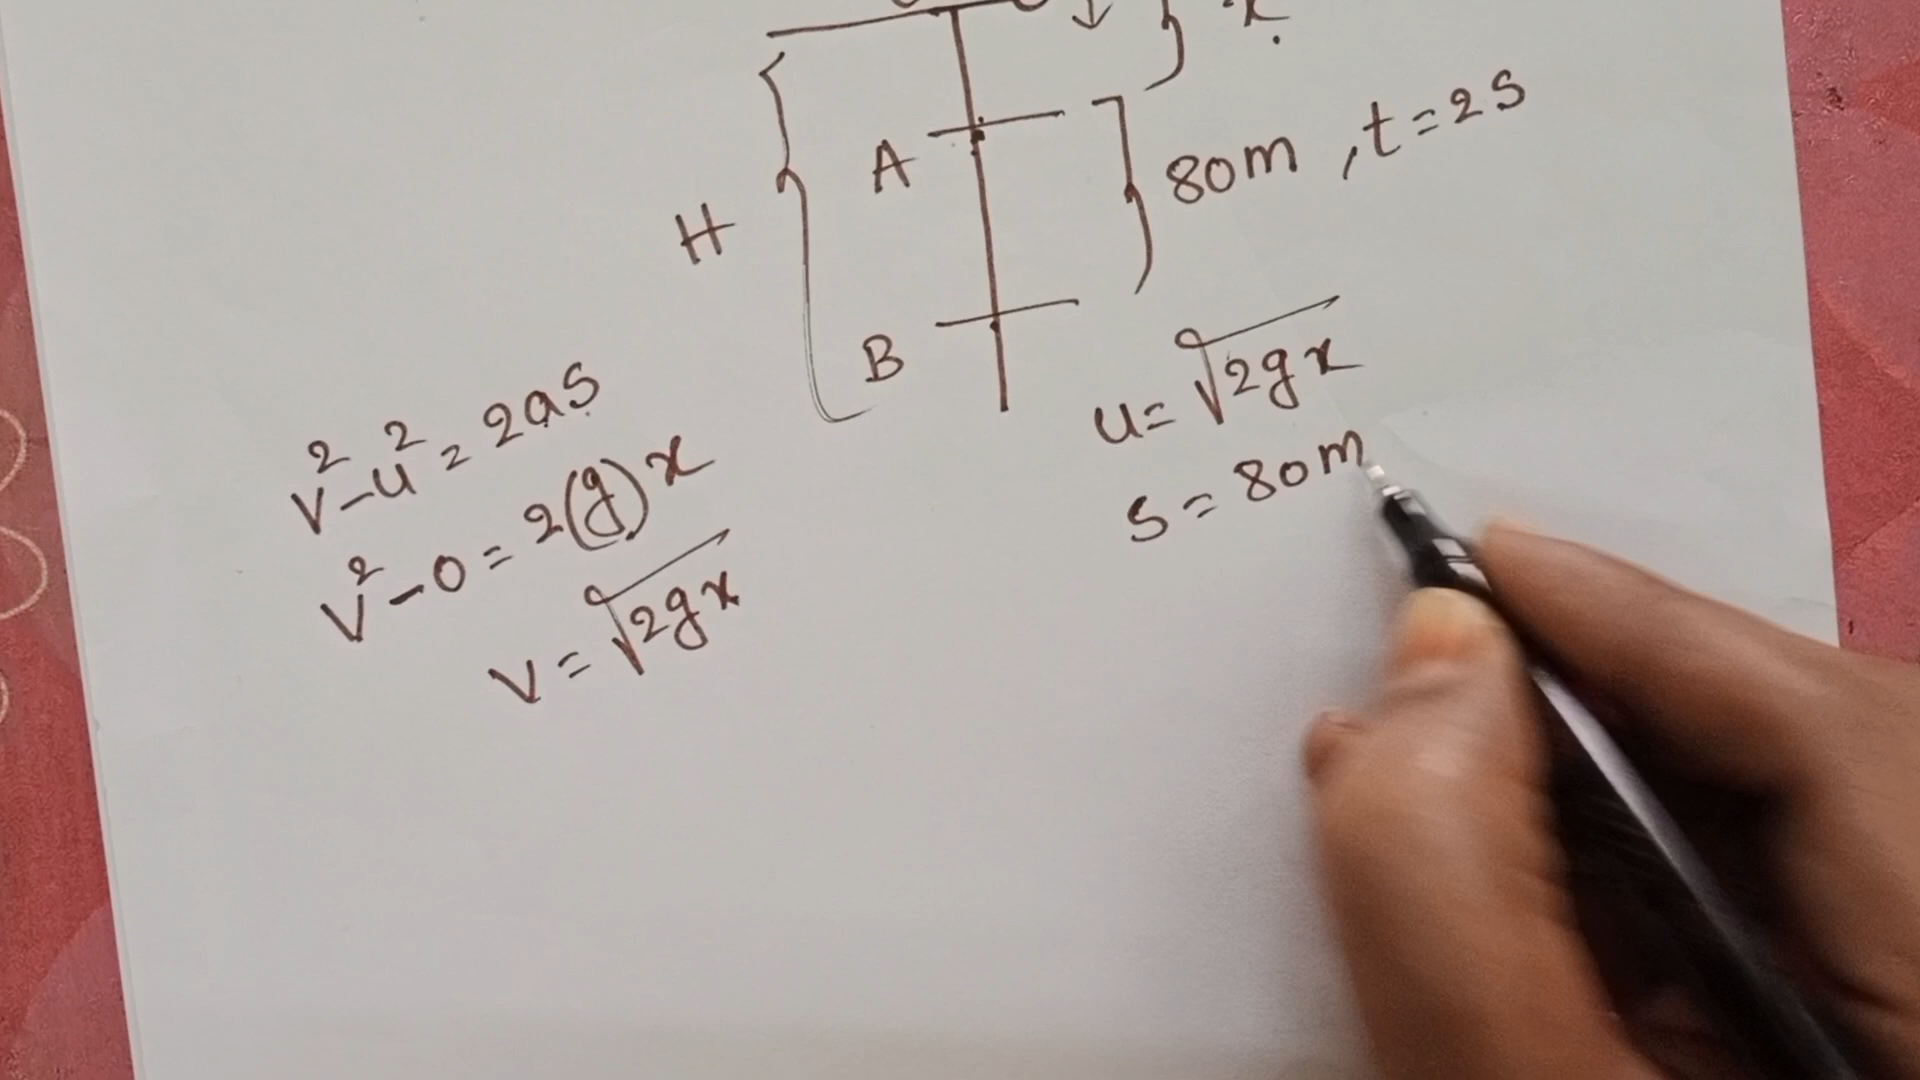 x
A
80m, t=2s
H
B
v²-u² = 2as
v²-0 = 2(g)x
v = √2gx
u = √2gx
s = 80m